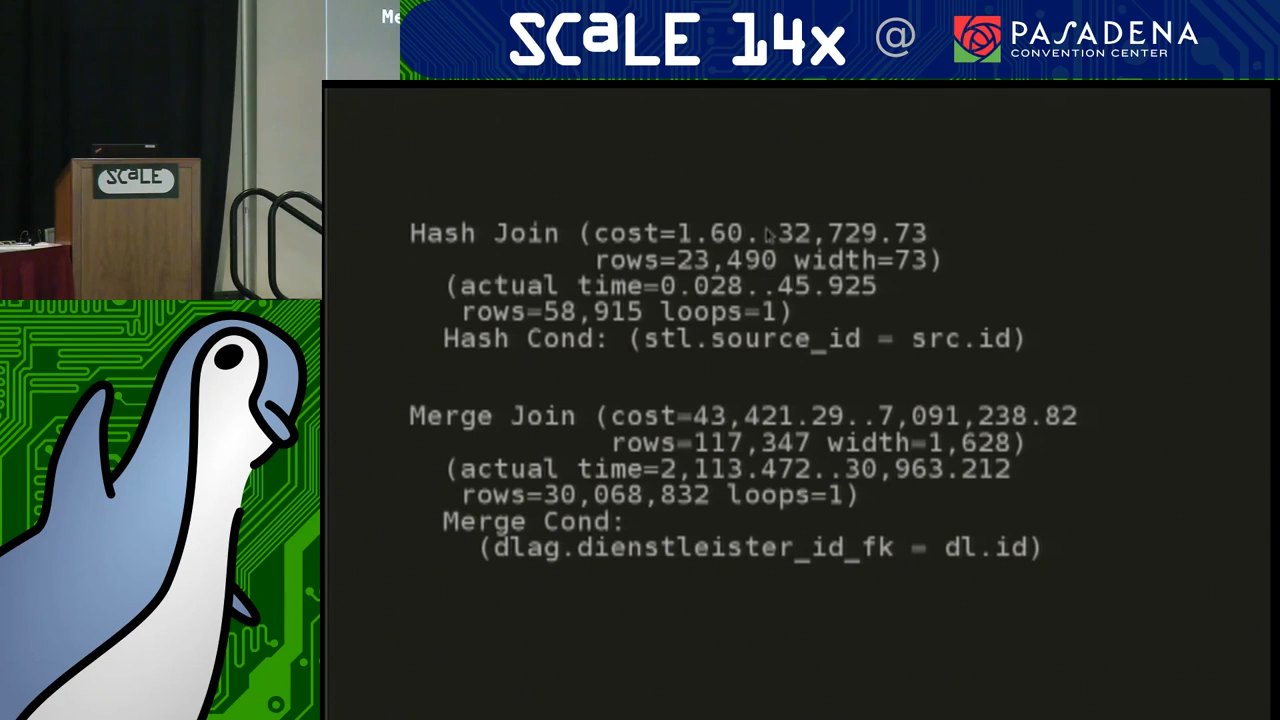 Me
SCaLE 14x @ PASADENA
CONVENTION CENTER
SCaLE
Hash Join (cost=1.60..32,729.73
rows=23,490 width=73)
(actual time=0.028..45.925
rows=58,915 loops=1)
Hash Cond: (stl.source_id = src.id)
Merge Join (cost=43,421.29..7,091,238.82
rows=117,347 width=1,628)
(actual time=2,113.472..30,963.212
rows=30,068,832 loops=1)
Merge Cond:
(dlag.dienstleister_id_fk = dl.id)